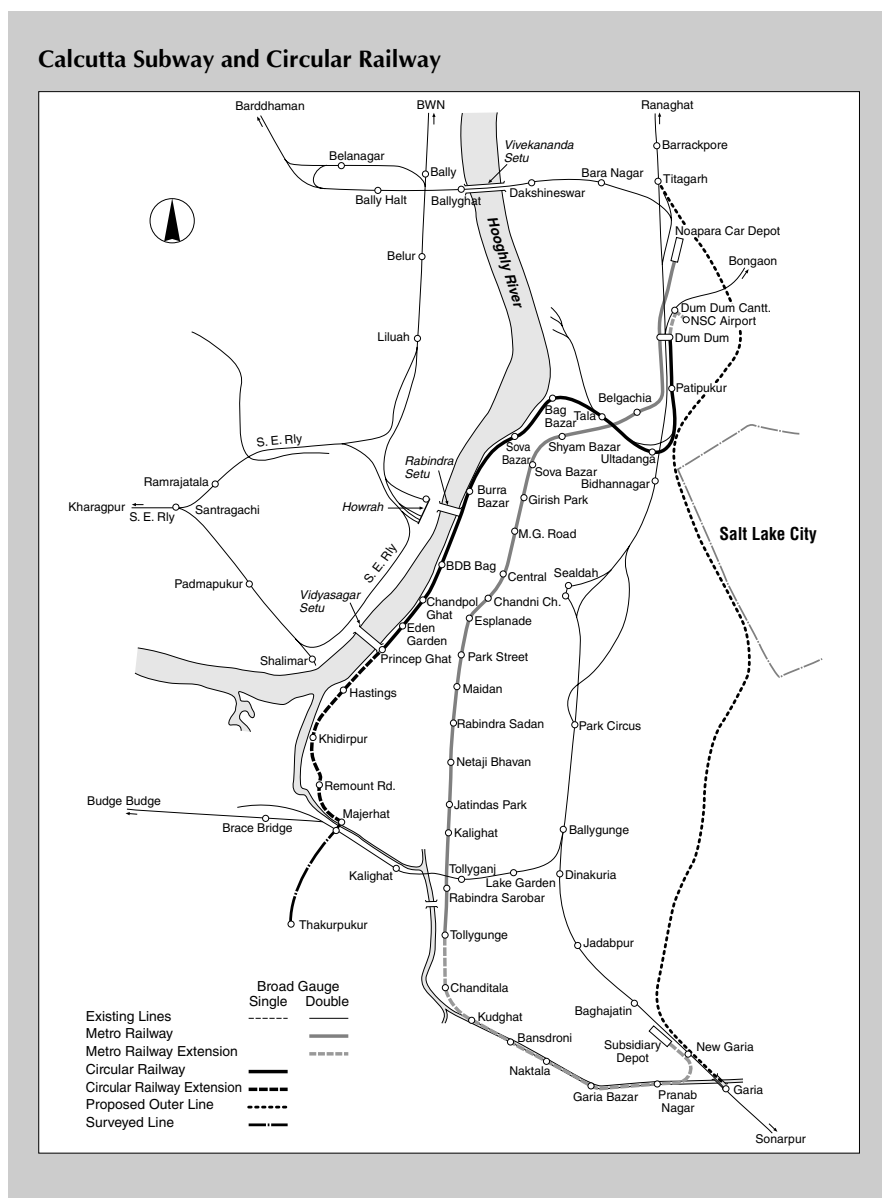 Calcutta Subway and Circular Railway
Barddhaman
BWN
Ranaghat
Vivekananda
Setu
Barrackpore
Belanagar
Bally
Bara Nagar
Titagarh
Bally Halt
Ballyghat
Dakshineswar
Noapara Car Depot
Hooghly River
Belur
Bongaon
Dum Dum Cantt.
NSC Airport
Liluah
Dum Dum
Patipukur
Belgachia
Bag
Bazar
Tala
S. E. Rly
Sova
Bazar
Shyam Bazar
Ultadanga
Rabindra
Setu
Sova Bazar
Bidhannagar
Ramrajatala
Burra
Bazar
Girish Park
Kharagpur
S. E. Rly
Santragachi
Howrah
M.G. Road
Salt Lake City
S. E. Rly
BDB Bag
Central
Sealdah
Padmapukur
Vidyasagar
Setu
Chandpol
Ghat
Chandni Ch.
Esplanade
Eden
Garden
Shalimar
Princep Ghat
Park Street
Hastings
Maidan
Khidirpur
Rabindra Sadan
Park Circus
Netaji Bhavan
Remount Rd.
Budge Budge
Jatindas Park
Brace Bridge
Majerhat
Kalighat
Ballygunge
Kalighat
Tollyganj
Lake Garden
Dinakuria
Rabindra Sarobar
Thakurpukur
Tollygunge
Jadabpur
Chanditala
Baghajatin
Kudghat
Bansdroni
Subsidiary
Depot
New Garia
Naktala
Garia Bazar
Pranab
Nagar
Garia
Sonarpur
Broad Gauge
Single Double
Existing Lines
Metro Railway
Metro Railway Extension
Circular Railway
Circular Railway Extension
Proposed Outer Line
Surveyed Line